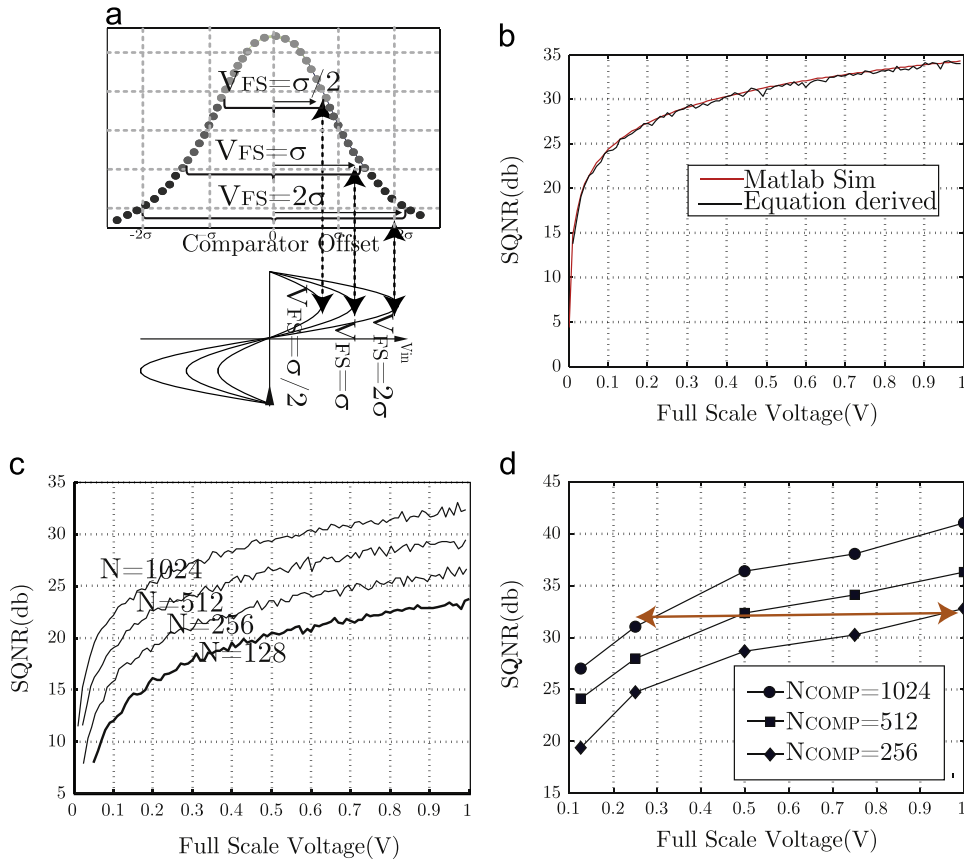 a
VFS=σ/2
VFS=σ
VFS=2σ
-2σ -σ 0 σ 2σ
Comparator Offset
VFS=σ/2
VFS=σ
VFS=2σ
Vin
b
SQNR(db)
35
30
25
20
15
10
5
0
Matlab Sim
Equation derived
0 0.1 0.2 0.3 0.4 0.5 0.6 0.7 0.8 0.9 1
Full Scale Voltage(V)
c
SQNR(db)
35
30
25
20
15
10
5
N=1024
N=512
N=256
N=128
0 0.1 0.2 0.3 0.4 0.5 0.6 0.7 0.8 0.9 1
Full Scale Voltage(V)
d
SQNR(db)
45
40
35
30
25
20
15
NCOMP=1024
NCOMP=512
NCOMP=256
0.1 0.2 0.3 0.4 0.5 0.6 0.7 0.8 0.9 1
Full Scale Voltage(V)